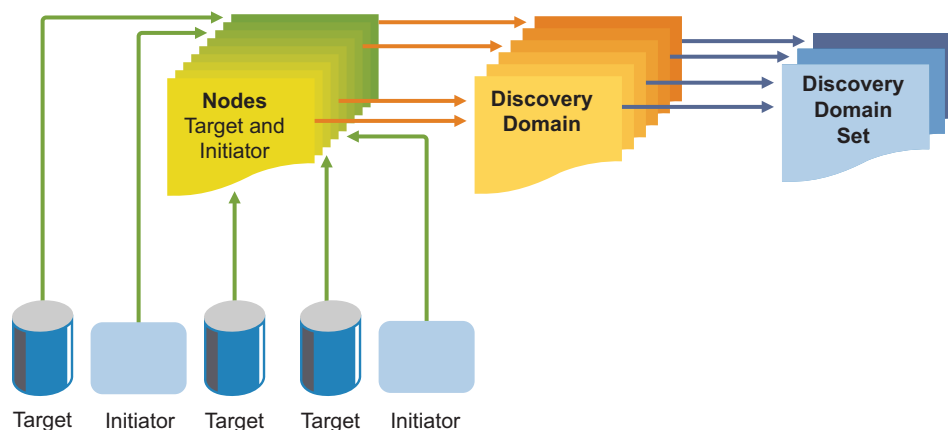 Nodes
Target and
Initiator
Discovery
Domain
Discovery
Domain
Set
Target
Initiator
Target
Target
Initiator